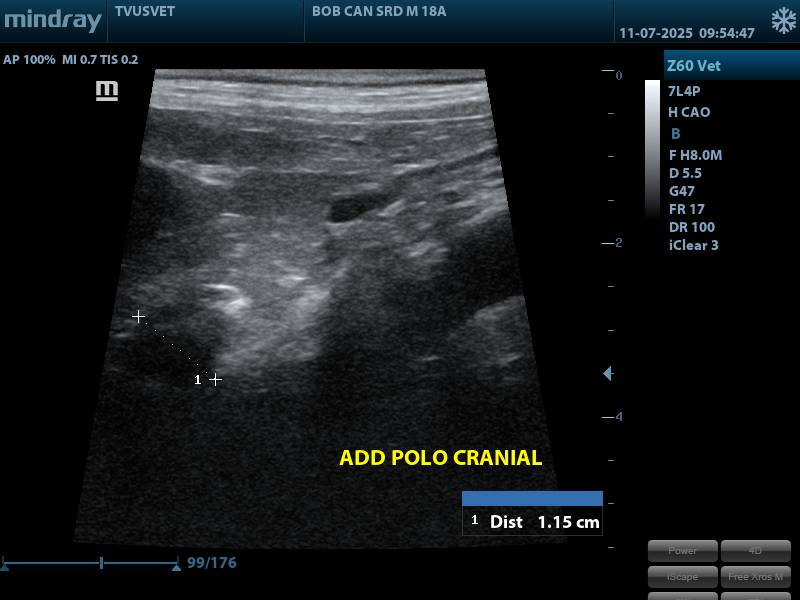 mindray
TVUSVET
BOB CAN SRD M 18A
11-07-2025 09:54:47
AP 100% MI 0.7 TIS 0.2
m
Z60 Vet
7L4P
H CAO
B
F H8.0M
D 5.5
G47
FR 17
DR 100
iClear 3
0
2
4
1
ADD POLO CRANIAL
1 Dist 1.15 cm
99/176
Power
4D
iScape
Free Xros M